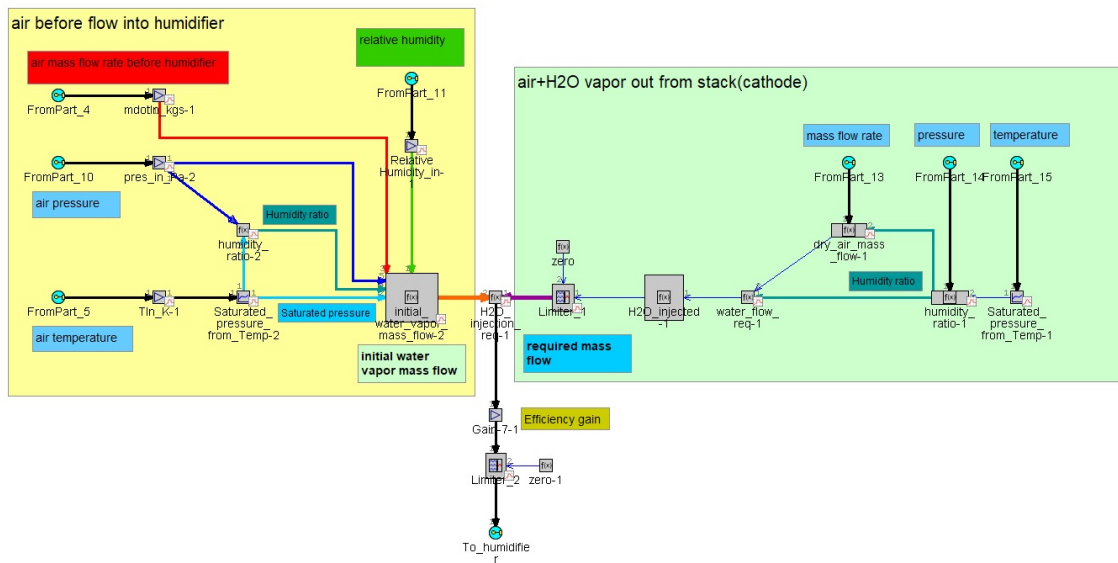 air before flow into humidifier
air mass flow rate before humidifier
relative humidity
FromPart_4
mdotIn_kgs-1
FromPart_11
Relative
Humidity_in-
1
FromPart_10
pres_in_Pa-2
air pressure
Humidity ratio
humidity_
ratio-2
FromPart_5
TIn_K-1
Saturated_
pressure_
from_Temp-2
air temperature
Saturated pressure
initial_
water_vapor_
mass_flow-2
initial water
vapor mass flow
H2O_
injection_
req-1
air+H2O vapor out from stack(cathode)
mass flow rate
pressure
temperature
FromPart_13
FromPart_14
FromPart_15
f(x)
zero
dry_air_mass
_flow-1
Humidity ratio
Limiter_1
H2O_injected
-1
water_flow_
req-1
humidity_
ratio-1
Saturated_
pressure_
from_Temp-1
required mass
flow
Efficiency gain
Gain-7-1
Limiter_2
f(x)
zero-1
To_humidifie
r